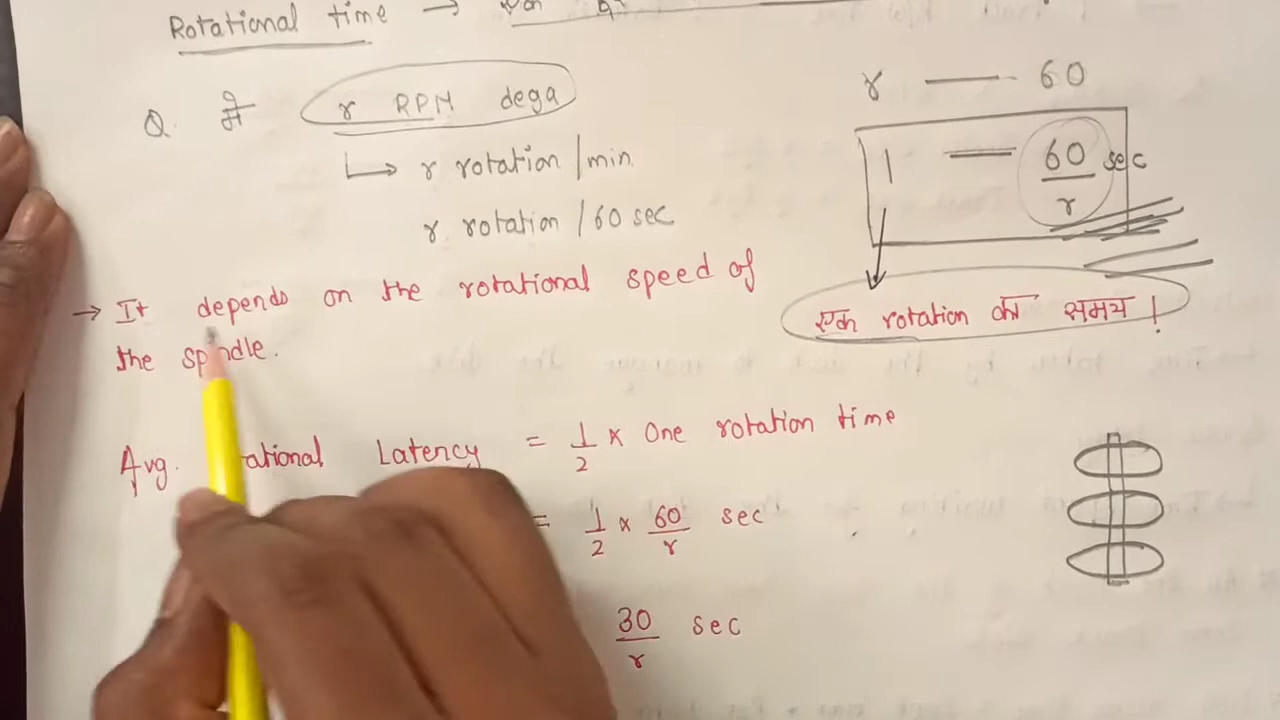 Rotational time →
Q. में r RPM dega
r rotation / min
r rotation / 60 sec
r — 60
1 — 60/r sec
एक rotation का समय !
→ It depends on the rotational speed of
the spindle.
Avg. Latency = 1/2 × One rotation time
= 1/2 × 60/r sec
30/r sec